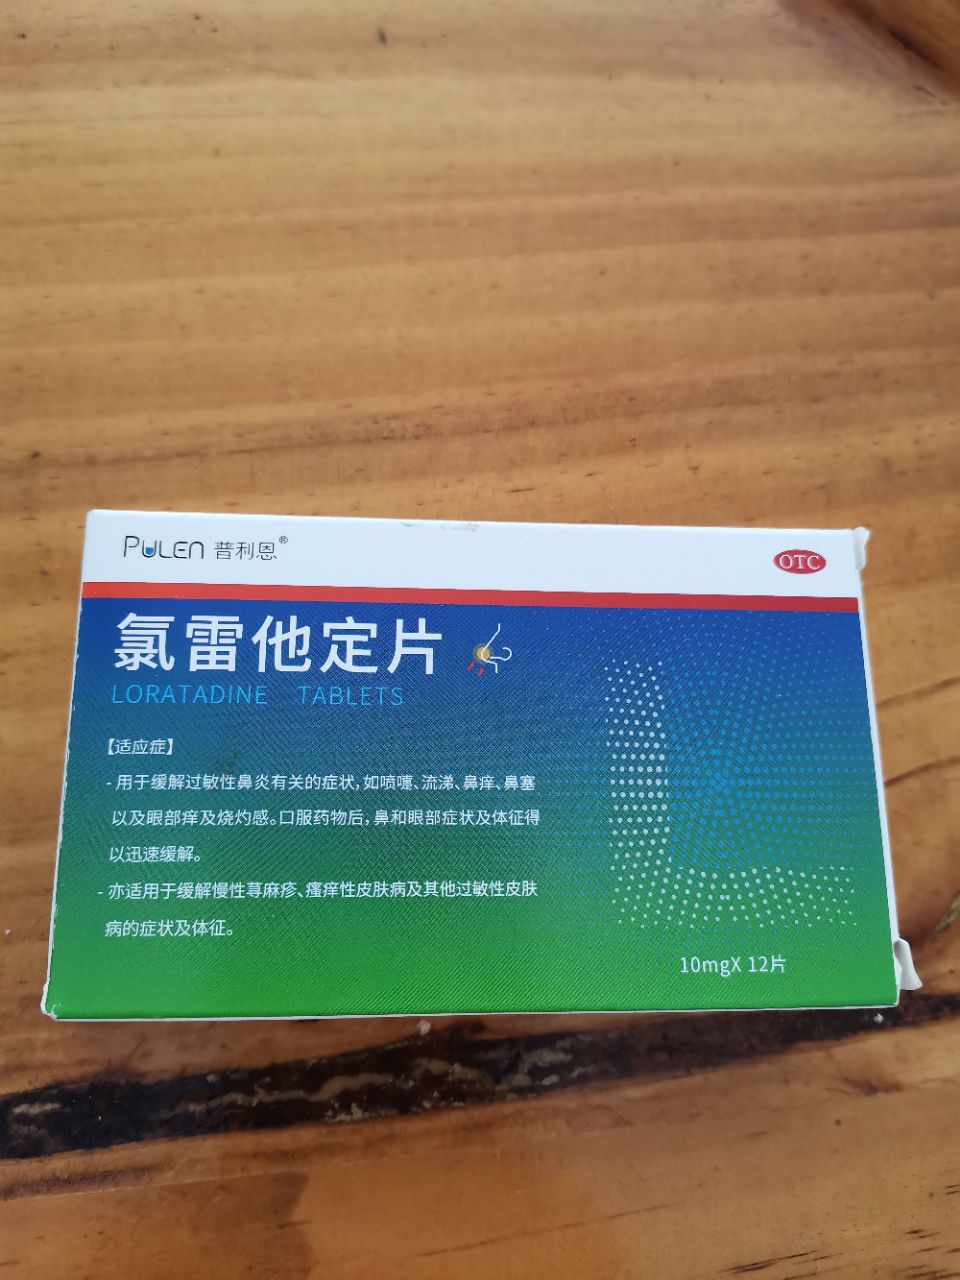 PULEN 普利恩®
OTC
氯雷他定片
LORATADINE TABLETS
【适应症】
- 用于缓解过敏性鼻炎有关的症状,如喷嚏、流涕、鼻痒、鼻塞
以及眼部痒及烧灼感。口服药物后,鼻和眼部症状及体征得
以迅速缓解。
- 亦适用于缓解慢性荨麻疹、瘙痒性皮肤病及其他过敏性皮肤
病的症状及体征。
10mgX 12片